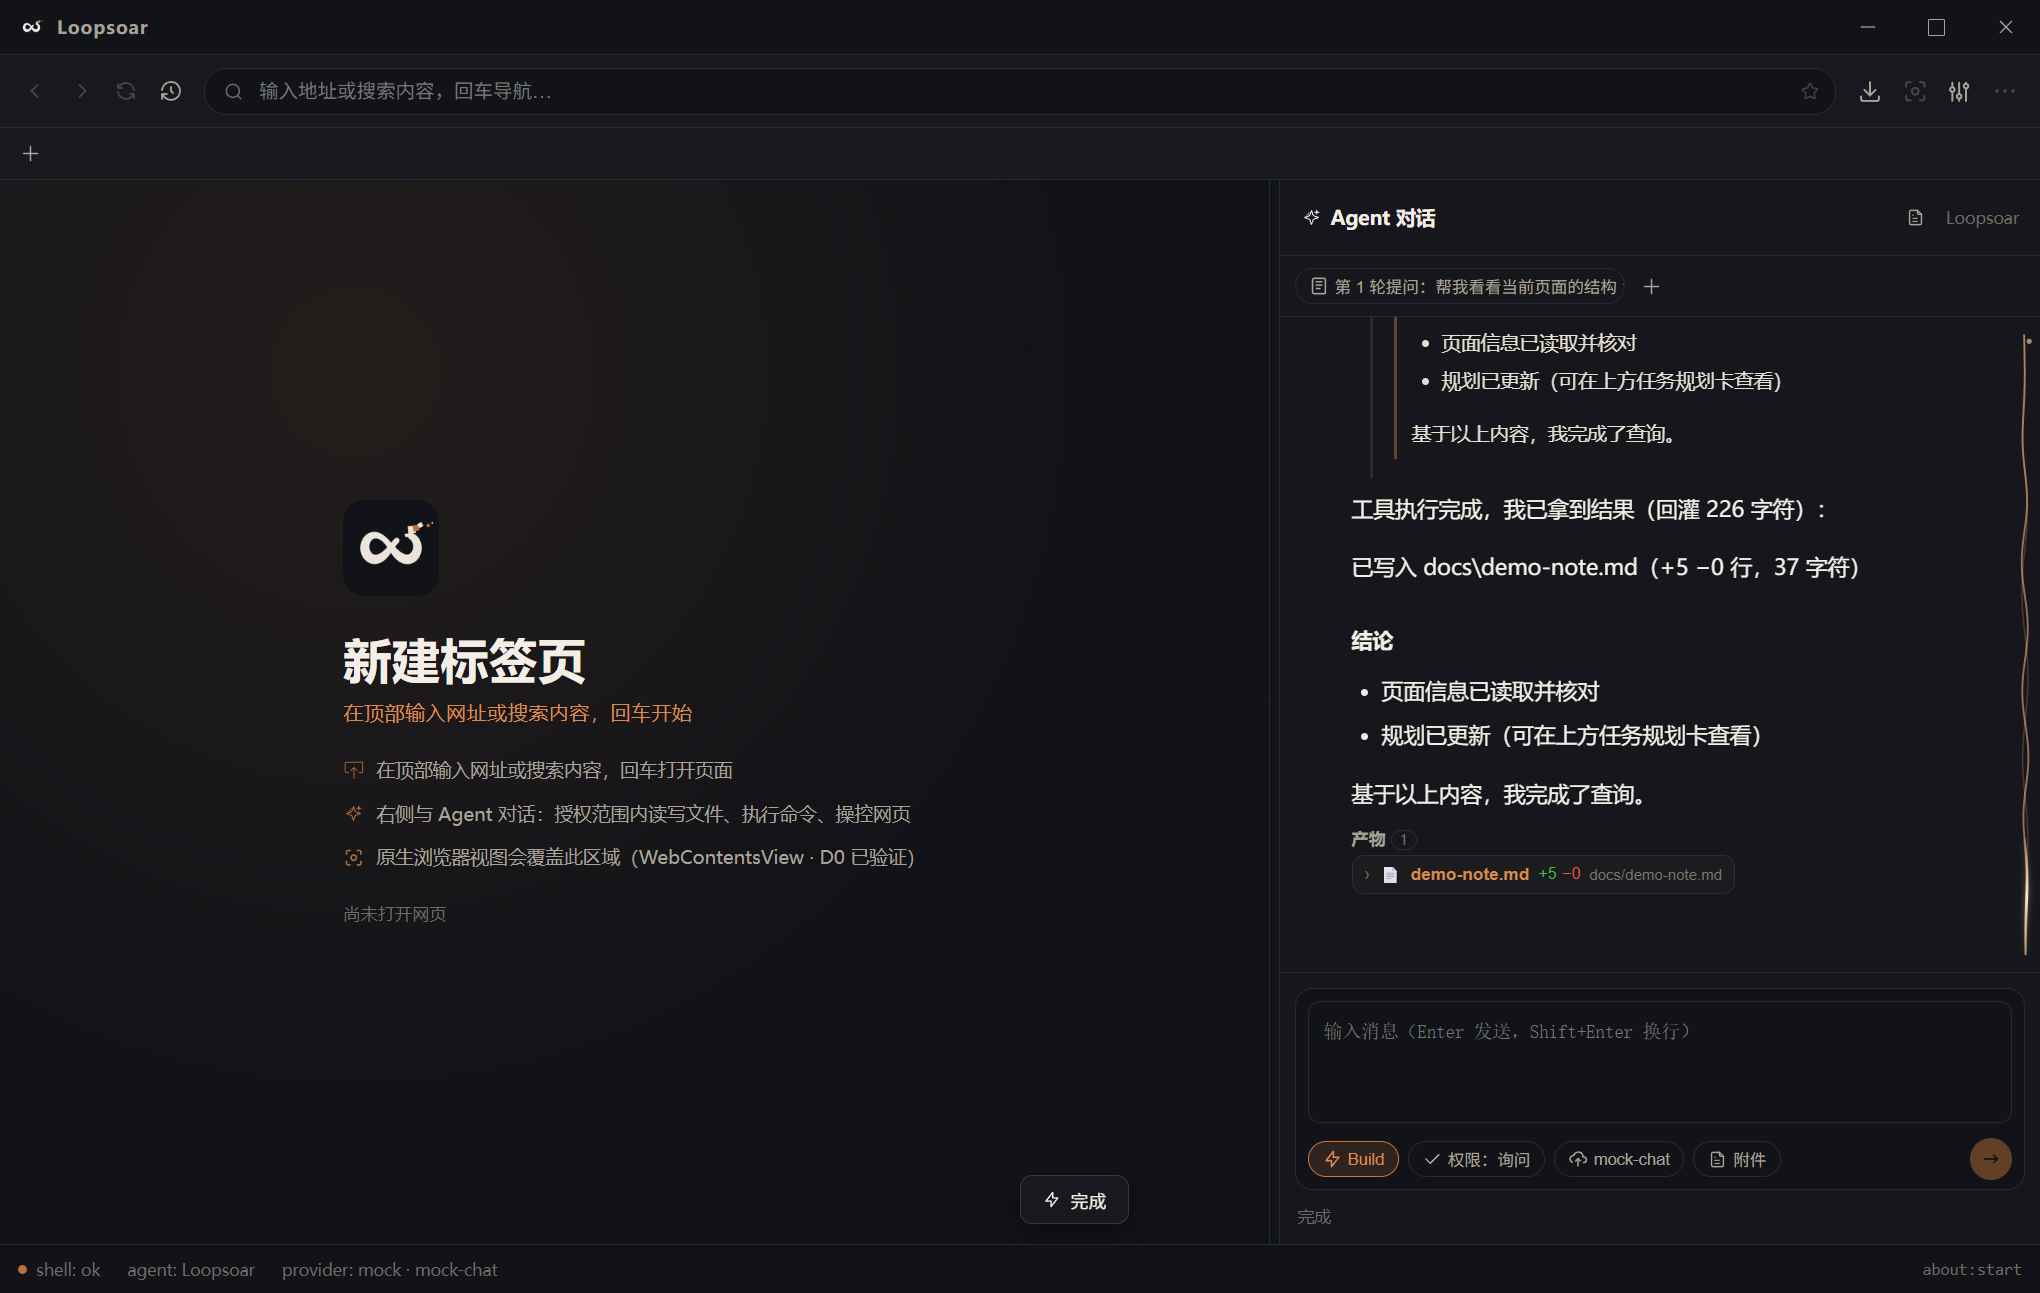 Loopsoar
输入地址或搜索内容，回车导航…
Agent 对话
Loopsoar
第 1 轮提问：帮我看看当前页面的结构
页面信息已读取并核对
规划已更新（可在上方任务规划卡查看）
基于以上内容，我完成了查询。
工具执行完成，我已拿到结果（回灌 226 字符）：
已写入 docs\demo-note.md（+5 −0 行，37 字符）
结论
页面信息已读取并核对
规划已更新（可在上方任务规划卡查看）
基于以上内容，我完成了查询。
产物 1
demo-note.md +5 −0 docs/demo-note.md
新建标签页
在顶部输入网址或搜索内容，回车开始
在顶部输入网址或搜索内容，回车打开页面
右侧与 Agent 对话：授权范围内读写文件、执行命令、操控网页
原生浏览器视图会覆盖此区域（WebContentsView · D0 已验证）
尚未打开网页
完成
输入消息（Enter 发送，Shift+Enter 换行）
Build
权限：询问
mock-chat
附件
完成
shell: ok
agent: Loopsoar
provider: mock · mock-chat
about:start